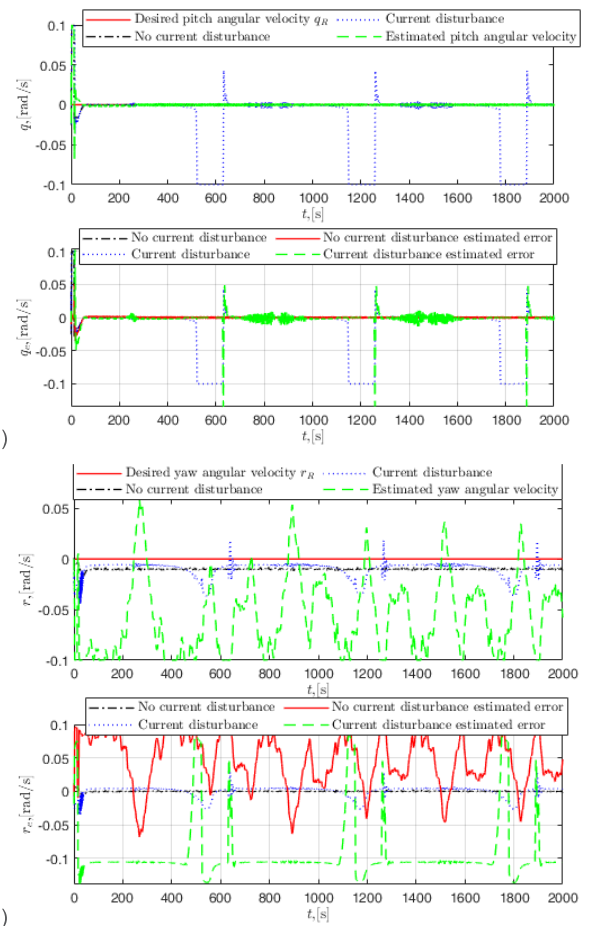 Desired pitch angular velocity q_R Current disturbance
No current disturbance Estimated pitch angular velocity
0.1
0.05
0
-0.05
-0.1
q,[rad/s]
0 200 400 600 800 1000 1200 1400 1600 1800 2000
t,[s]
No current disturbance No current disturbance estimated error
Current disturbance Current disturbance estimated error
0.1
0.05
0
-0.05
-0.1
q_e,[rad/s]
0 200 400 600 800 1000 1200 1400 1600 1800 2000
t,[s]
)
Desired yaw angular velocity r_R Current disturbance
No current disturbance Estimated yaw angular velocity
0.05
0
-0.05
-0.1
r,[rad/s]
0 200 400 600 800 1000 1200 1400 1600 1800 2000
t,[s]
No current disturbance No current disturbance estimated error
Current disturbance Current disturbance estimated error
0.1
0.05
0
-0.05
-0.1
r_e,[rad/s]
0 200 400 600 800 1000 1200 1400 1600 1800 2000
t,[s]
)